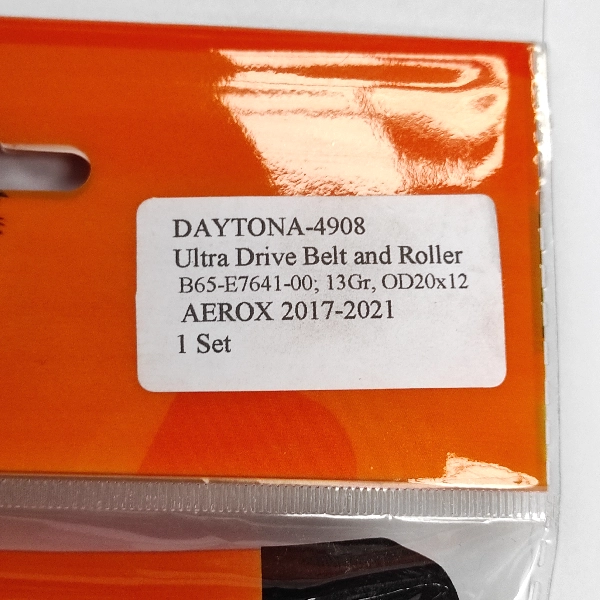 DAYTONA-4908
Ultra Drive Belt and Roller
B65-E7641-00; 13Gr, OD20x12
AEROX 2017-2021
1 Set